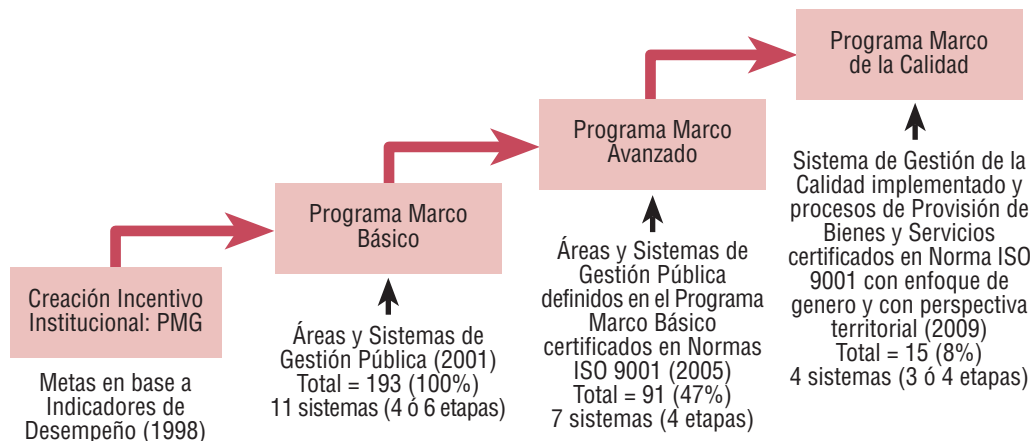 Creación Incentivo
Institucional: PMG
Metas en base a
Indicadores de
Desempeño (1998)
Programa Marco
Básico
Áreas y Sistemas de
Gestión Pública (2001)
Total = 193 (100%)
11 sistemas (4 ó 6 etapas)
Programa Marco
Avanzado
Áreas y Sistemas de
Gestión Pública
definidos en el Programa
Marco Básico
certificados en Normas
ISO 9001 (2005)
Total = 91 (47%)
7 sistemas (4 etapas)
Programa Marco
de la Calidad
Sistema de Gestión de la
Calidad implementado y
procesos de Provisión de
Bienes y Servicios
certificados en Norma ISO
9001 con enfoque de
genero y con perspectiva
territorial (2009)
Total = 15 (8%)
4 sistemas (3 ó 4 etapas)